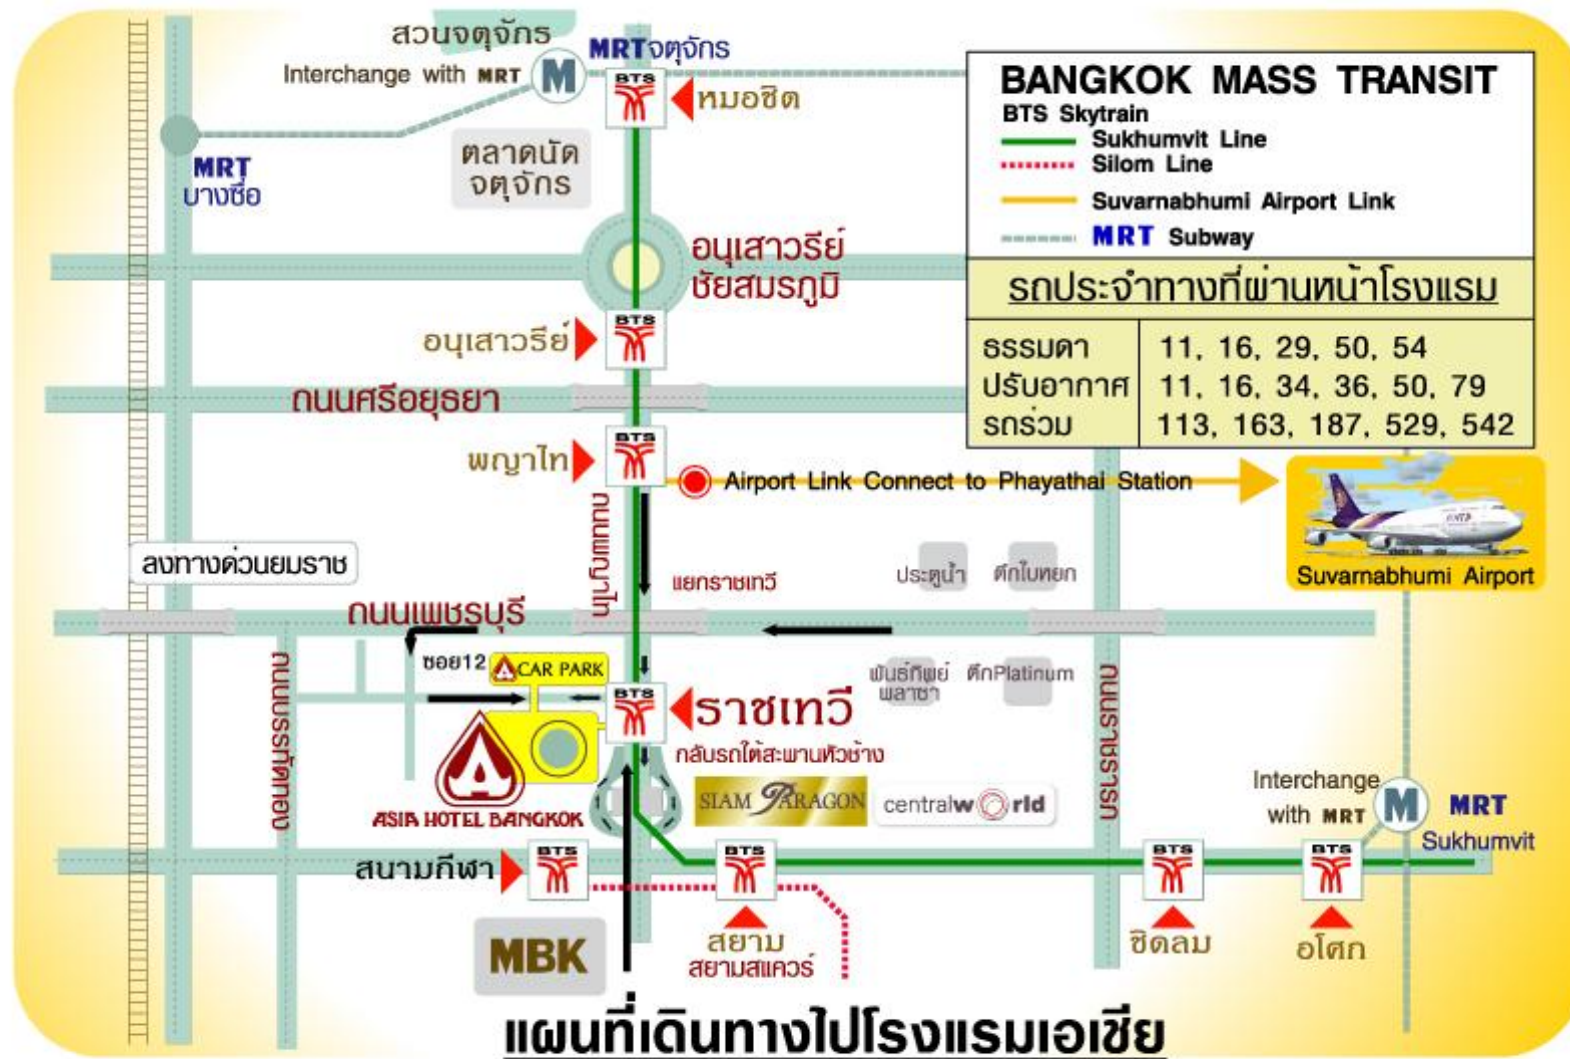 สวนจตุจักร
Interchange with MRT
M
MRTจตุจักร
BTS
หมอชิต
MRT
บางซื่อ
ตลาดนัด
จตุจักร
BANGKOK MASS TRANSIT
BTS Skytrain
Sukhumvit Line
Silom Line
Suvarnabhumi Airport Link
MRT Subway
รถประจำทางที่ผ่านหน้าโรงแรม
ธรรมดา 11, 16, 29, 50, 54
ปรับอากาศ 11, 16, 34, 36, 50, 79
รถร่วม 113, 163, 187, 529, 542
อนุเสาวรีย์
ชัยสมรภูมิ
BTS
อนุเสาวรีย์
ถนนศรีอยุธยา
BTS
พญาไท
Airport Link Connect to Phayathai Station
Suvarnabhumi Airport
ถนนพญาไท
ลงทางด่วนยมราช
แยกราชเทวี
ประตูน้ำ
ตึกใบหยก
ถนนเพชรบุรี
ซอย12
CAR PARK
พันธ์ทิพย์
พลาซา
ตึกPlatinum
ถนนบรรทัดทอง
ถนนราชปรารถ
BTS
ราชเทวี
กลับรถใต้สะพานหัวช้าง
ASIA HOTEL BANGKOK
SIAM PARAGON
centralworld
Interchange
with MRT
M
MRT
Sukhumvit
สนามกีฬา
BTS
BTS
BTS
BTS
MBK
สยาม
สยามสแควร์
ชิดลม
อโศก
แผนที่เดินทางไปโรงแรมเอเชีย